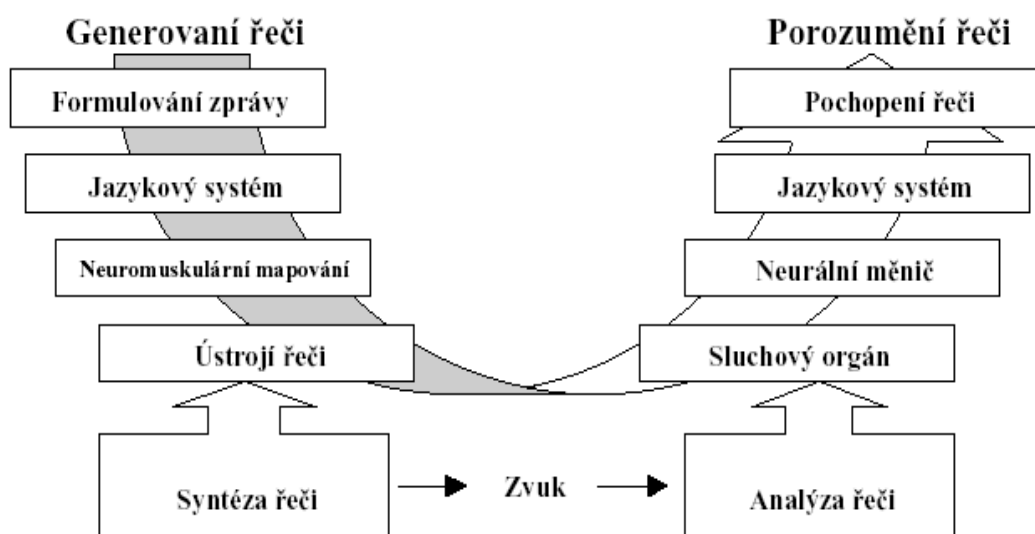 Generovaní řeči
Formulování zprávy
Jazykový systém
Neuromuskulární mapování
Ústrojí řeči
Syntéza řeči
Zvuk
Porozumění řeči
Pochopení řeči
Jazykový systém
Neurální měnič
Sluchový orgán
Analýza řeči